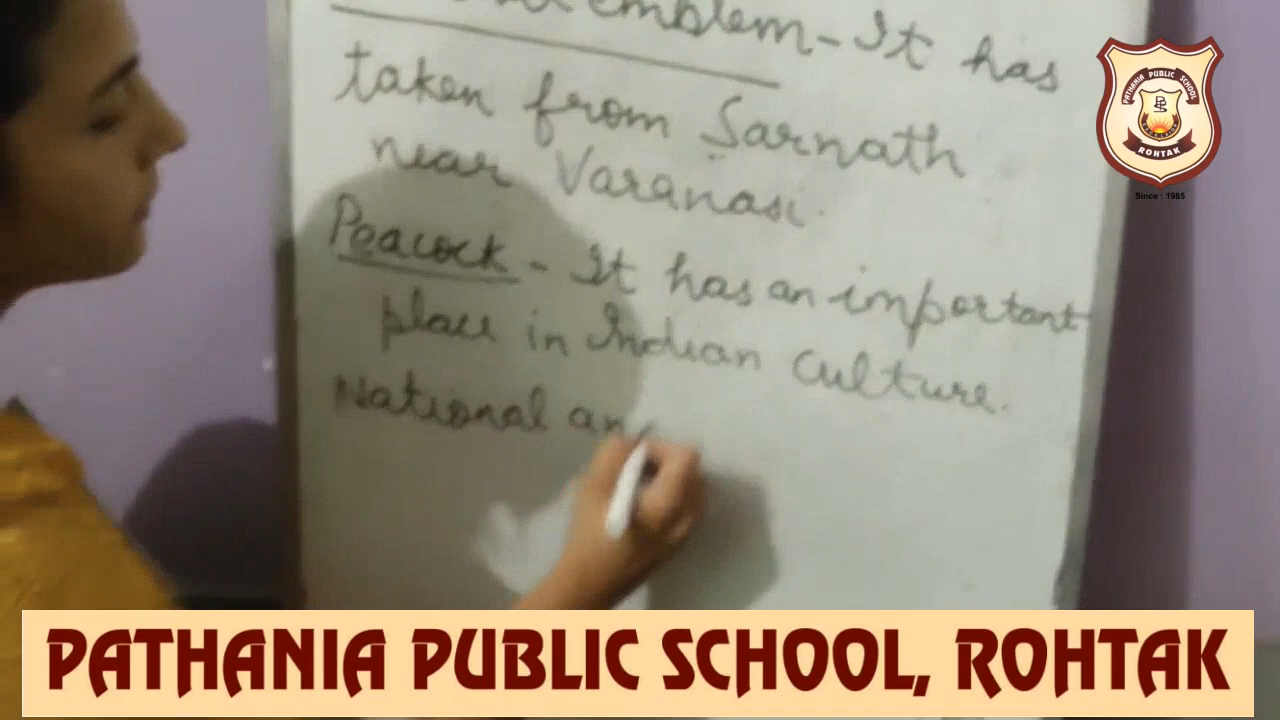 emblem - It has
taken from Sarnath
near Varanasi.
Peacock - It has an important
place in Indian Culture.
National an
PATHANIA PUBLIC SCHOOL
PPS
ROHTAK
Since : 1985
PATHANIA PUBLIC SCHOOL, ROHTAK